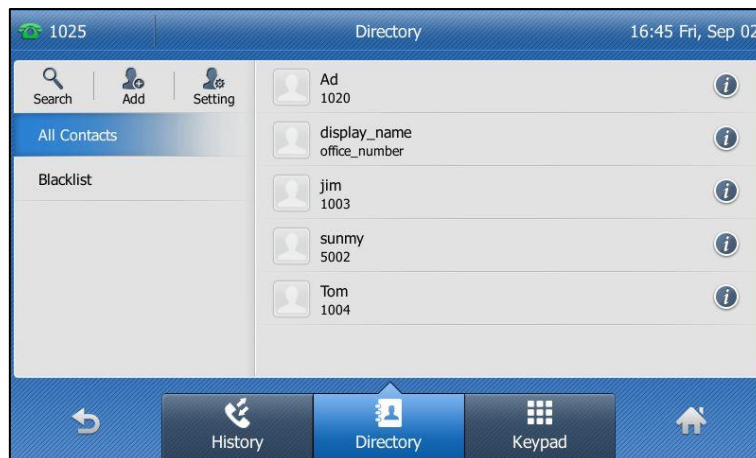 1025
Directory
16:45 Fri, Sep 02
Search
Add
Setting
All Contacts
Blacklist
Ad
1020
display_name
office_number
jim
1003
sunmy
5002
Tom
1004
History
Directory
Keypad